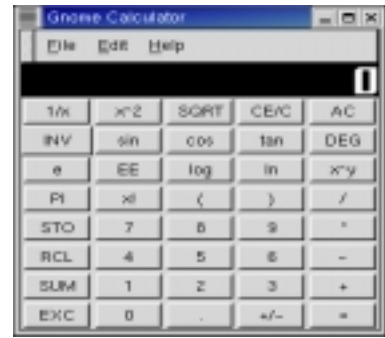 Gnome Calculator
File Edit Help
0
1/x x^2 SQRT CE/C AC
INV sin cos tan DEG
e EE log ln x^y
PI x! ( ) /
STO 7 8 9 *
RCL 4 5 6 -
SUM 1 2 3 +
EXC 0 . +/- =